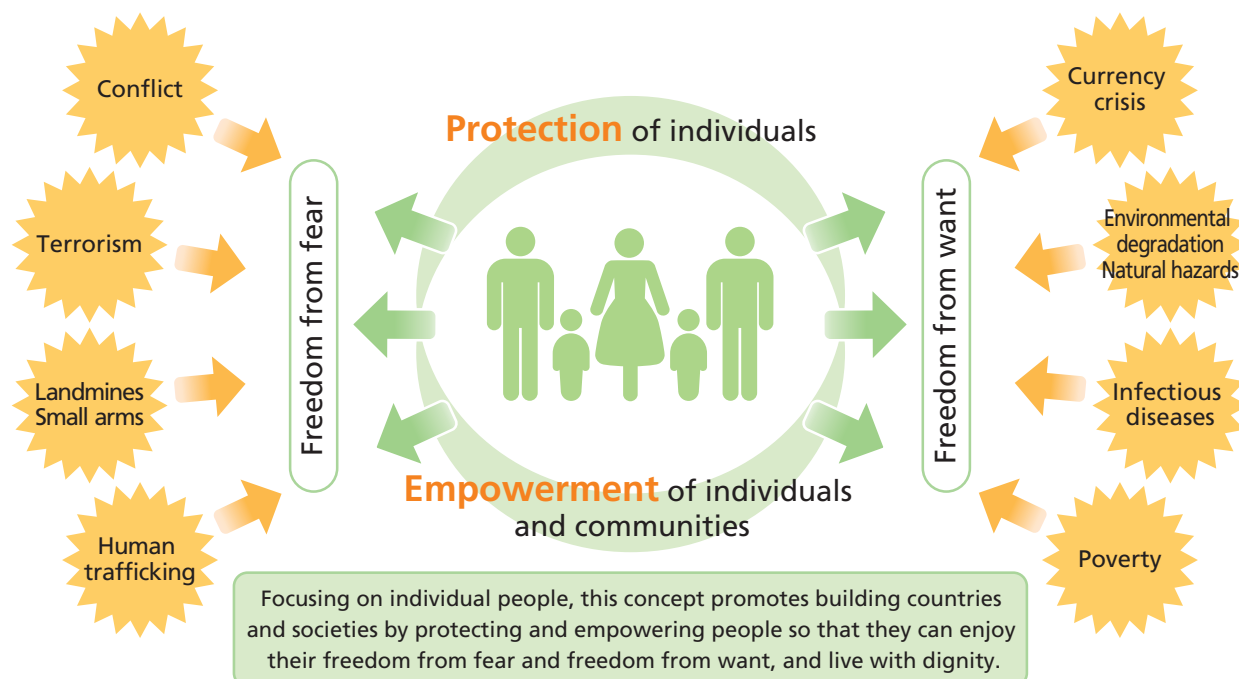 Conflict
Terrorism
Landmines
Small arms
Human
trafficking
Freedom from fear
Protection of individuals
Empowerment of individuals
and communities
Freedom from want
Currency
crisis
Environmental
degradation
Natural hazards
Infectious
diseases
Poverty
Focusing on individual people, this concept promotes building countries
and societies by protecting and empowering people so that they can enjoy
their freedom from fear and freedom from want, and live with dignity.